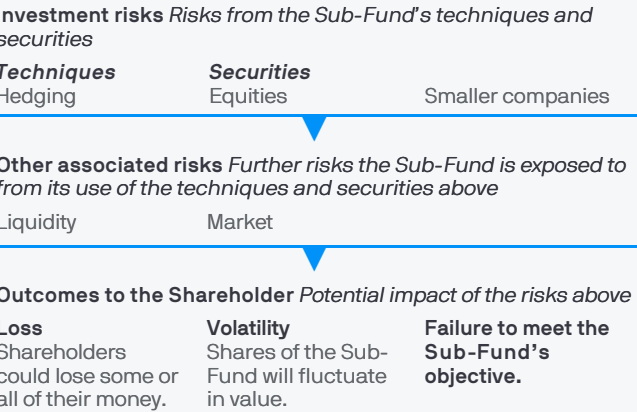 Investment risks Risks from the Sub-Fund's techniques and
securities
Techniques Securities
Hedging Equities Smaller companies
Other associated risks Further risks the Sub-Fund is exposed to
from its use of the techniques and securities above
Liquidity Market
Outcomes to the Shareholder Potential impact of the risks above
Loss Volatility Failure to meet the
Shareholders Shares of the Sub- Sub-Fund's
could lose some or Fund will fluctuate objective.
all of their money. in value.